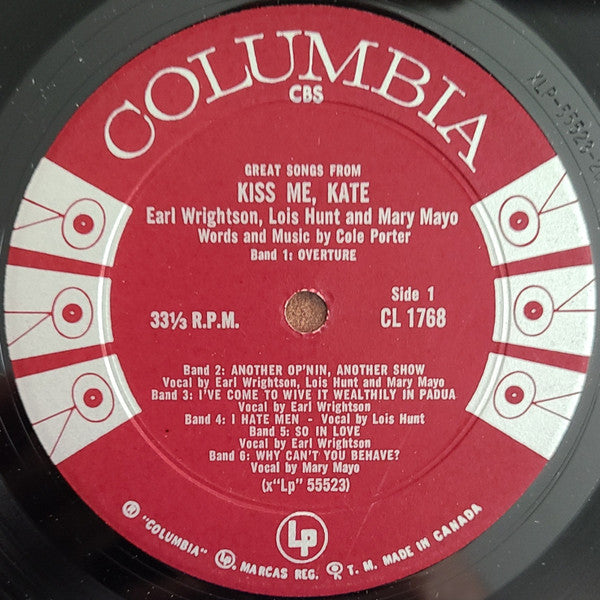 COLUMBIA
CBS
GREAT SONGS FROM
KISS ME, KATE
Earl Wrightson, Lois Hunt and Mary Mayo
Words and Music by Cole Porter
Band 1: OVERTURE
Side 1
33⅓ R.P.M.
CL 1768
Band 2: ANOTHER OP'NIN, ANOTHER SHOW
Vocal by Earl Wrightson, Lois Hunt and Mary Mayo
Band 3: I'VE COME TO WIVE IT WEALTHILY IN PADUA
Vocal by Earl Wrightson
Band 4: I HATE MEN - Vocal by Lois Hunt
Band 5: SO IN LOVE
Vocal by Earl Wrightson
Band 6: WHY CAN'T YOU BEHAVE?
Vocal by Mary Mayo
(x"Lp" 55523)
Lp
® "COLUMBIA" Lp. MARCAS REG. T. M. MADE IN CANADA